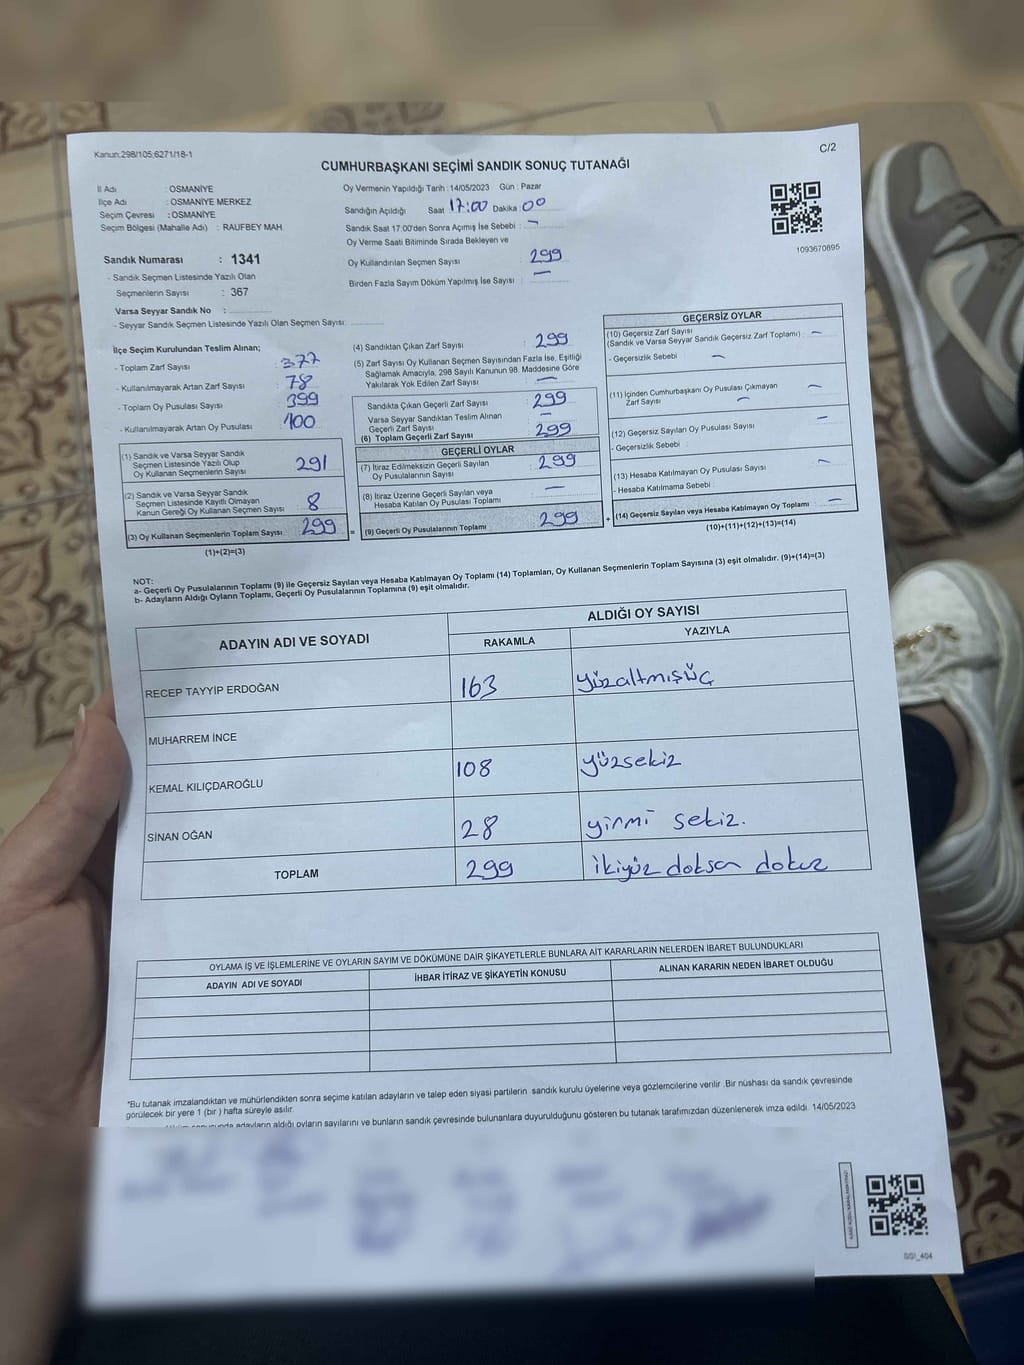 Kanun:298/105;6271/18-1
C/2
CUMHURBAŞKANI SEÇİMİ SANDIK SONUÇ TUTANAĞI
İl Adı : OSMANİYE
İlçe Adı : OSMANİYE MERKEZ
Seçim Çevresi : OSMANİYE
Seçim Bölgesi (Mahalle Adı) : RAUFBEY MAH.
Oy Vermenin Yapıldığı Tarih : 14/05/2023 Gün : Pazar
Sandığın Açıldığı Saat 17:00 Dakika 00
Sandık Saat 17:00'den Sonra Açımış İse Sebebi : -
Oy Verme Saati Bitiminde Sırada Bekleyen ve
Oy Kullandırılan Seçmen Sayısı : 299
Birden Fazla Sayım Döküm Yapılmış İse Sayısı : -
1093670895
Sandık Numarası : 1341
- Sandık Seçmen Listesinde Yazılı Olan
Seçmenlerin Sayısı : 367
Varsa Seyyar Sandık No :
- Seyyar Sandık Seçmen Listesinde Yazılı Olan Seçmen Sayısı:
İlçe Seçim Kurulundan Teslim Alınan;
- Toplam Zarf Sayısı : 377
- Kullanılmayarak Artan Zarf Sayısı : 78
- Toplam Oy Pusulası Sayısı : 399
- Kullanılmayarak Artan Oy Pusulası : 100
(1) Sandık ve Varsa Seyyar Sandık
Seçmen Listesinde Yazılı Olup
Oy Kullanan Seçmenlerin Sayısı 291
(2) Sandık ve Varsa Seyyar Sandık
Seçmen Listesinde Kayıtlı Olmayan
Kanun Gereği Oy Kullanan Seçmen Sayısı 8
(3) Oy Kullanan Seçmenlerin Toplam Sayısı 299
(1)+(2)=(3)
(4) Sandıktan Çıkan Zarf Sayısı : 299
(5) Zarf Sayısı Oy Kullanan Seçmen Sayısından Fazla İse, Eşitliği
Sağlamak Amacıyla, 298 Sayılı Kanunun 98. Maddesine Göre
Yakılarak Yok Edilen Zarf Sayısı : -
Sandıkta Çıkan Geçerli Zarf Sayısı : 299
Varsa Seyyar Sandıktan Teslim Alınan
Geçerli Zarf Sayısı : -
(6) Toplam Geçerli Zarf Sayısı : 299
GEÇERLİ OYLAR
(7) İtiraz Edilmeksizin Geçerli Sayılan
Oy Pusulalarının Sayısı : 299
(8) İtiraz Üzerine Geçerli Sayılan veya
Hesaba Katılan Oy Pusulası Toplamı : -
= (9) Geçerli Oy Pusulalarının Toplamı : 299 +
GEÇERSİZ OYLAR
(10) Geçersiz Zarf Sayısı
(Sandık ve Varsa Seyyar Sandık Geçersiz Zarf Toplamı) : -
- Geçersizlik Sebebi : -
(11) İçinden Cumhurbaşkanı Oy Pusulası Çıkmayan
Zarf Sayısı : -
(12) Geçersiz Sayılan Oy Pusulası Sayısı : -
- Geçersizlik Sebebi :
(13) Hesaba Katılmayan Oy Pusulası Sayısı : -
- Hesaba Katılmama Sebebi :
(14) Geçersiz Sayılan veya Hesaba Katılmayan Oy Toplamı : -
(10)+(11)+(12)+(13)=(14)
NOT:
a- Geçerli Oy Pusulalarının Toplamı (9) ile Geçersiz Sayılan veya Hesaba Katılmayan Oy Toplamı (14) Toplamları, Oy Kullanan Seçmenlerin Toplam Sayısına (3) eşit olmalıdır. (9)+(14)=(3)
b- Adayların Aldığı Oyların Toplamı, Geçerli Oy Pusulalarının Toplamına (9) eşit olmalıdır.
ADAYIN ADI VE SOYADI
ALDIĞI OY SAYISI
RAKAMLA YAZIYLA
RECEP TAYYİP ERDOĞAN 163 yüzaltmışüç
MUHARREM İNCE
KEMAL KILIÇDAROĞLU 108 yüzsekiz
SİNAN OĞAN 28 yirmi sekiz.
TOPLAM 299 ikiyüz doksan dokuz
OYLAMA İŞ VE İŞLEMLERİNE VE OYLARIN SAYIM VE DÖKÜMÜNE DAİR ŞİKAYETLERLE BUNLARA AİT KARARLARIN NELERDEN İBARET BULUNDUKLARI
ADAYIN ADI VE SOYADI İHBAR İTİRAZ VE ŞİKAYETİN KONUSU ALINAN KARARIN NEDEN İBARET OLDUĞU
*Bu tutanak imzalandıktan ve mühürlendikten sonra seçime katılan adayların ve talep eden siyasi partilerin sandık kurulu üyelerine veya gözlemcilerine verilir. Bir nüshası da sandık çevresinde
görülecek bir yere 1 (bir) hafta süreyle asılır.
adayların aldığı oyların sayılarını ve bunların sandık çevresinde bulunanlara duyurulduğunu gösteren bu tutanak tarafımızdan düzenlenerek imza edildi. 14/05/2023
SGI_404